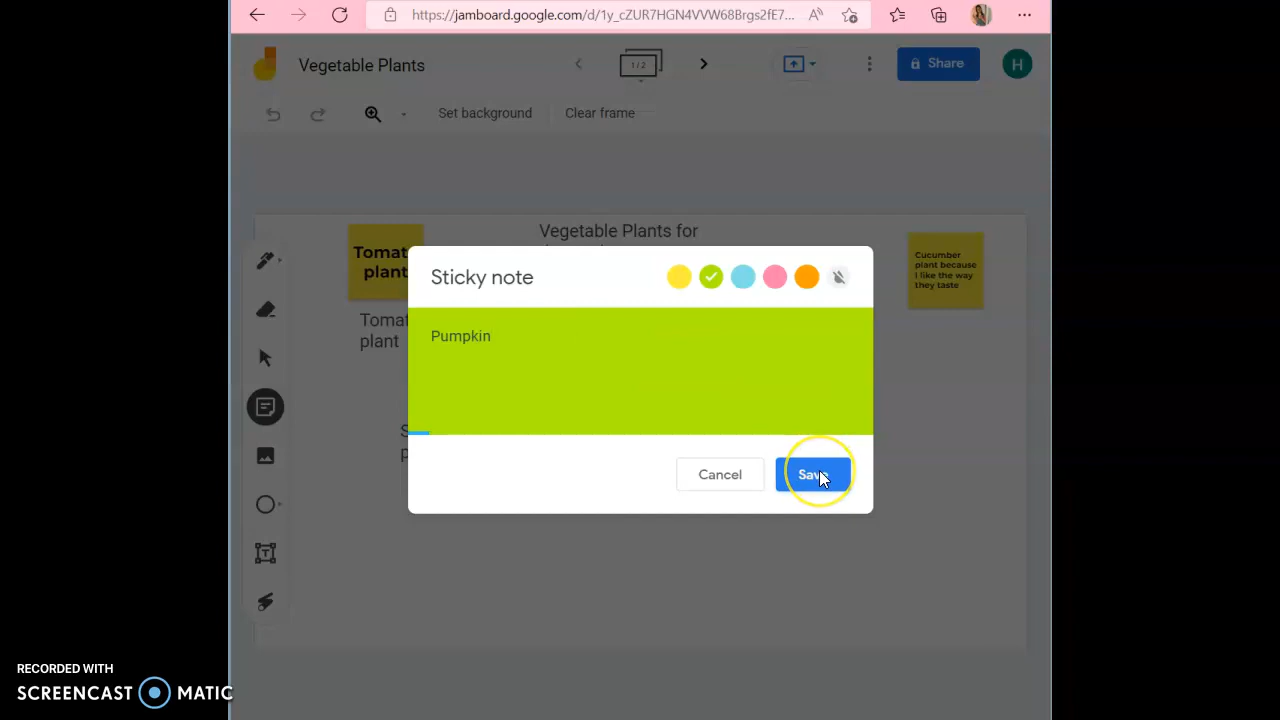 https://jamboard.google.com/d/1y_cZUR7HGN4VVW68Brgs2fE7...
Vegetable Plants
1 / 2
Share
H
Set background
Clear frame
Tomat
plant
Vegetable Plants for
Cucumber
plant because
I like the way
they taste
Sticky note
Tomat
plant
Pumpkin
S
p
Cancel
Save
RECORDED WITH
SCREENCAST MATIC